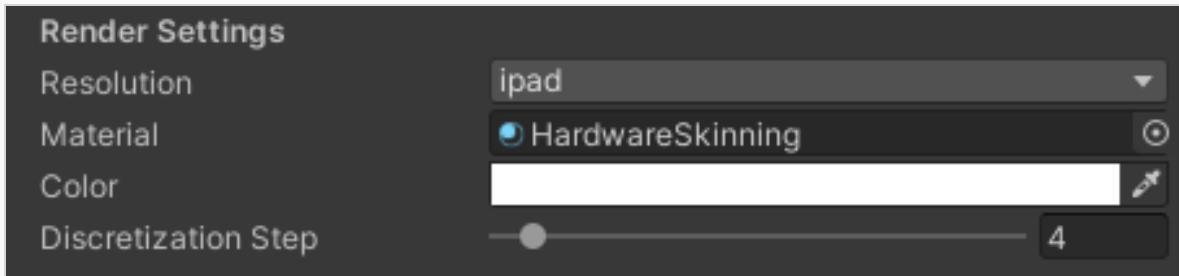 Render Settings
Resolution ipad
Material HardwareSkinning
Color
Discretization Step 4